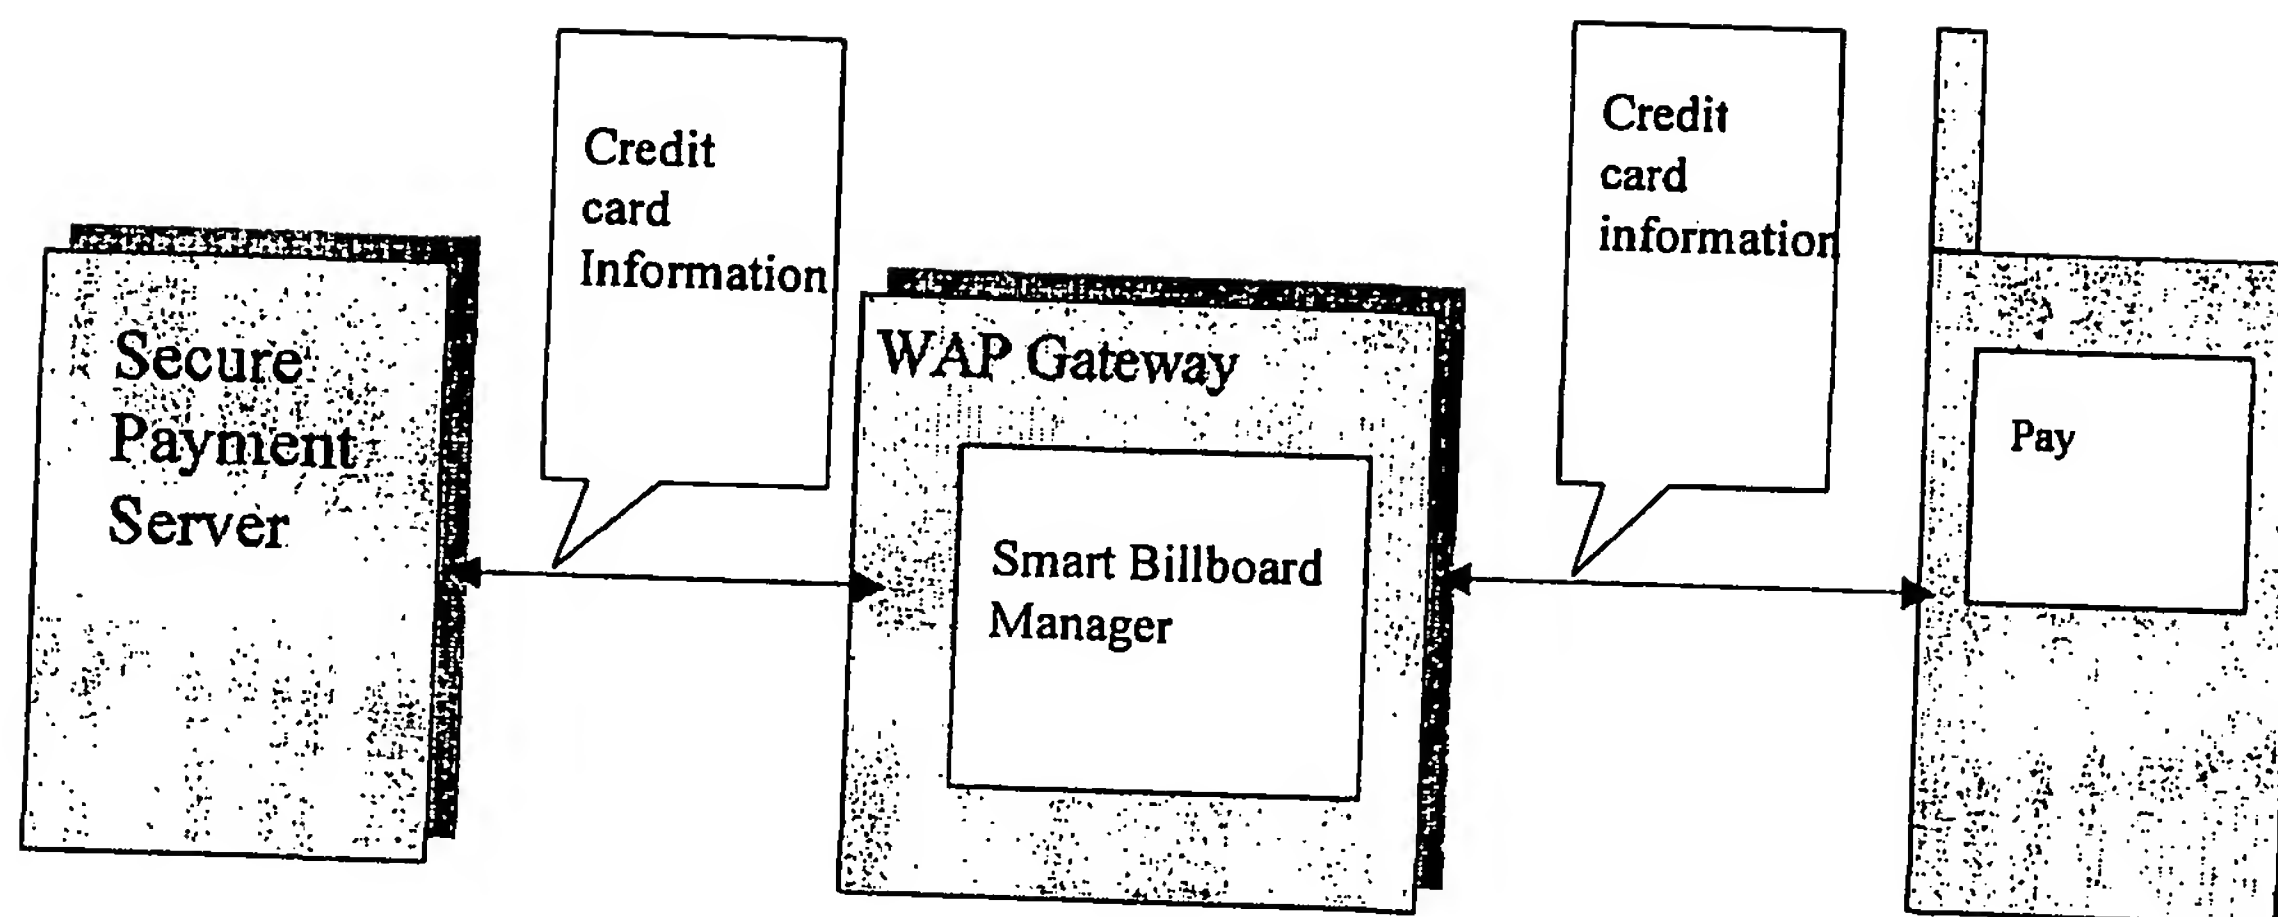 Secure
Payment
Server
Credit
card
Information
WAP Gateway
Smart Billboard
Manager
Credit
card
information
Pay